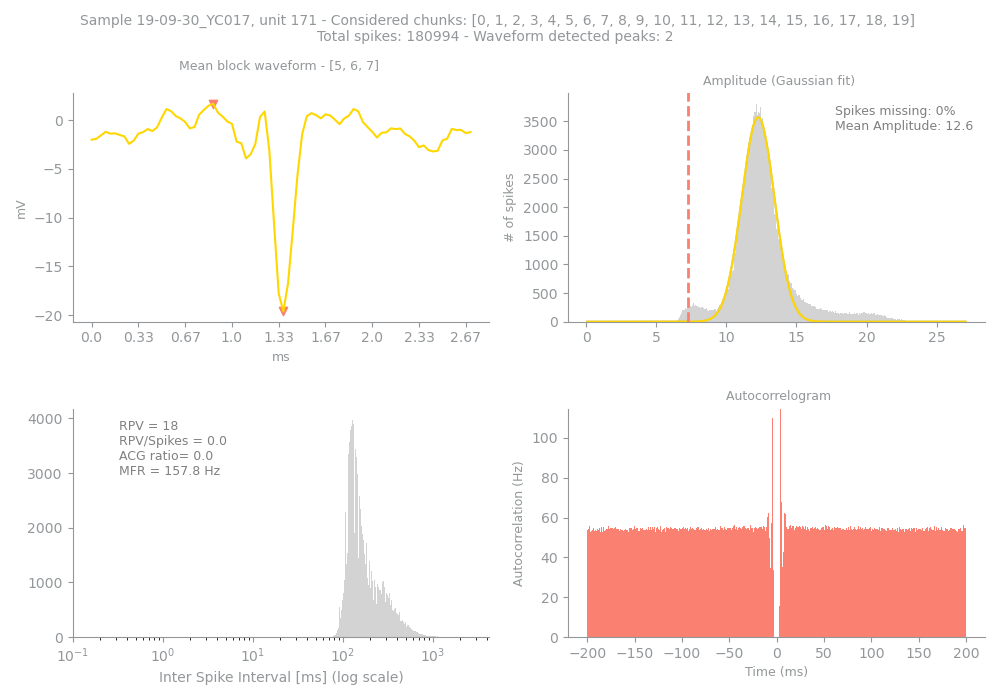 Sample 19-09-30_YC017, unit 171 - Considered chunks: [0, 1, 2, 3, 4, 5, 6, 7, 8, 9, 10, 11, 12, 13, 14, 15, 16, 17, 18, 19]
Total spikes: 180994 - Waveform detected peaks: 2
Mean block waveform - [5, 6, 7]
0
−5
−10
−15
−20
mV
0.0 0.33 0.67 1.0 1.33 1.67 2.0 2.33 2.67
ms
Amplitude (Gaussian fit)
Spikes missing: 0%
Mean Amplitude: 12.6
3500
3000
2500
2000
1500
1000
500
0
# of spikes
0 5 10 15 20 25
4000
3000
2000
1000
0
RPV = 18
RPV/Spikes = 0.0
ACG ratio= 0.0
MFR = 157.8 Hz
10⁻¹ 10⁰ 10¹ 10² 10³
Inter Spike Interval [ms] (log scale)
Autocorrelogram
100
80
60
40
20
0
Autocorrelation (Hz)
−200 −150 −100 −50 0 50 100 150 200
Time (ms)